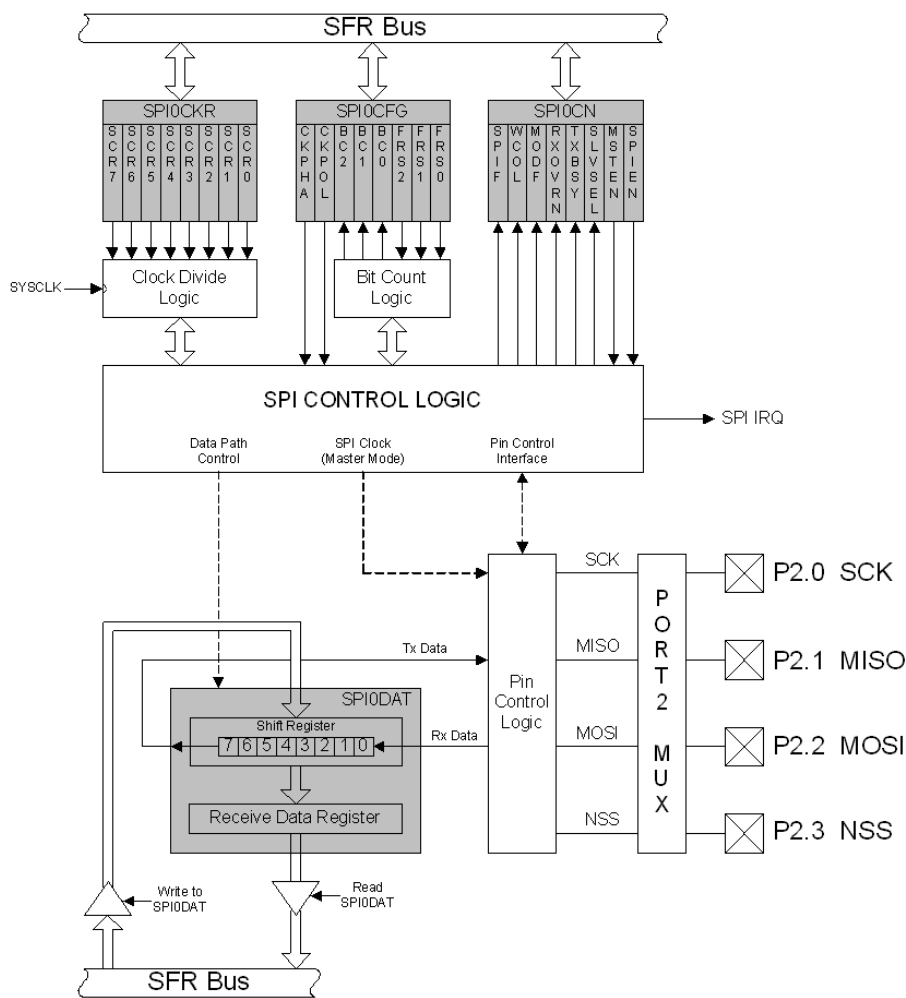 SFR Bus
SPI0CKR
SCR7 SCR6 SCR5 SCR4 SCR3 SCR2 SCR1 SCR0
SPI0CFG
CKPHA CKPOL BC2 BC1 BC0 FRS2 FRS1 FRS0
SPI0CN
SPIF WCOL MODF RXOVRN TXBSY SLVSEL MSTEN SPIEN
SYSCLK
Clock Divide
Logic
Bit Count
Logic
SPI CONTROL LOGIC
SPI IRQ
Data Path
Control
SPI Clock
(Master Mode)
Pin Control
Interface
SCK
P2.0 SCK
Tx Data
MISO
P2.1 MISO
Pin
Control
Logic
PORT2
MUX
SPI0DAT
Shift Register
7 6 5 4 3 2 1 0
Rx Data
MOSI
P2.2 MOSI
Receive Data Register
NSS
P2.3 NSS
Write to
SPI0DAT
Read
SPI0DAT
SFR Bus